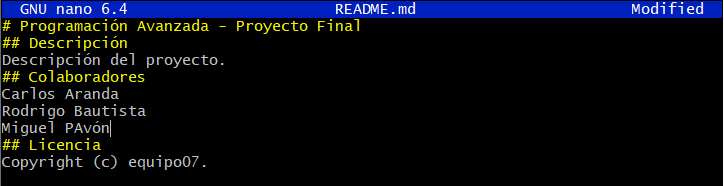 GNU nano 6.4 README.md Modified
# Programación Avanzada - Proyecto Final
## Descripción
Descripción del proyecto.
## Colaboradores
Carlos Aranda
Rodrigo Bautista
Miguel PAvón
## Licencia
Copyright (c) equipo07.